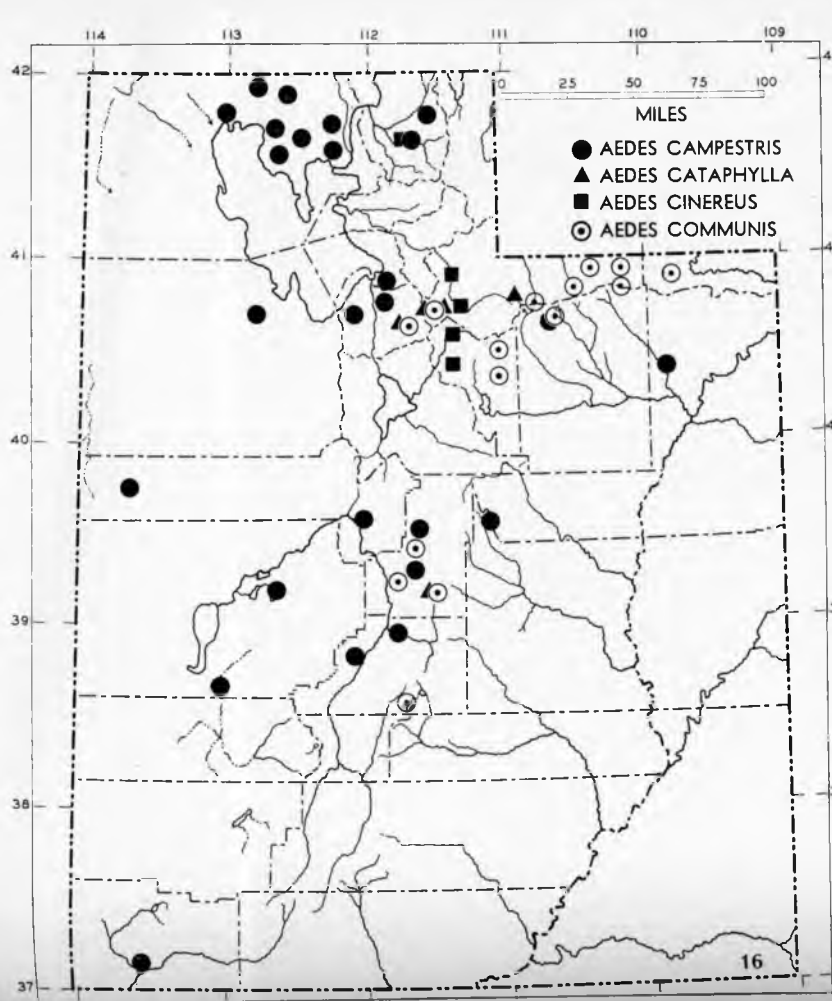 114 113 112 111 110 109
42
0 25 50 75 100
MILES
AEDES CAMPESTRIS
AEDES CATAPHYLLA
AEDES CINEREUS
AEDES COMMUNIS
41
40
39
38
37
16